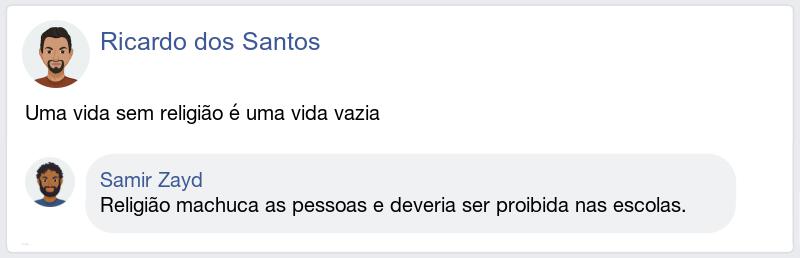 Ricardo dos Santos
Uma vida sem religião é uma vida vazia
Samir Zayd
Religião machuca as pessoas e deveria ser proibida nas escolas.